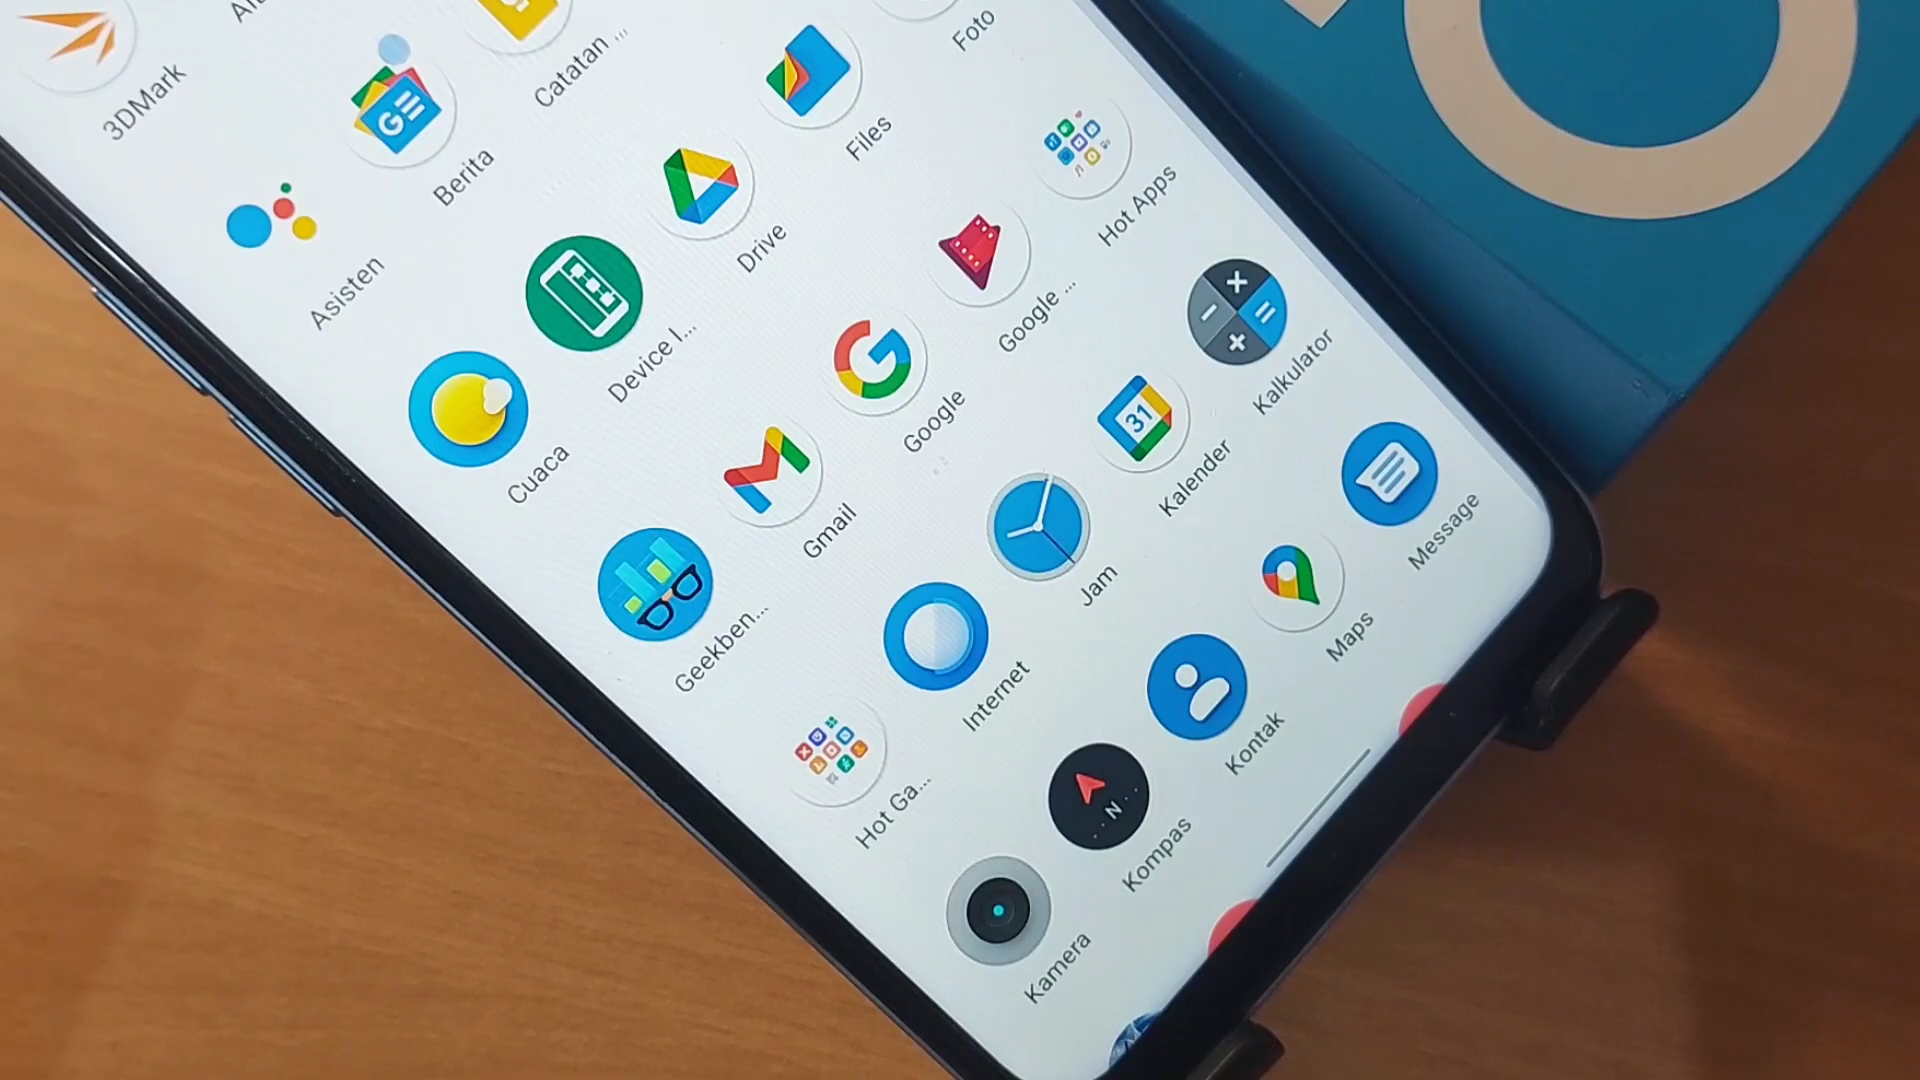 3DMark
Asisten
Berita
Catatan ...
Cuaca
Device I...
Drive
Files
Foto
Geekben...
Gmail
Google
Google ...
Hot Apps
Hot Ga...
Internet
Jam
31
Kalender
Kalkulator
Kamera
N
Kompas
Kontak
Maps
Message